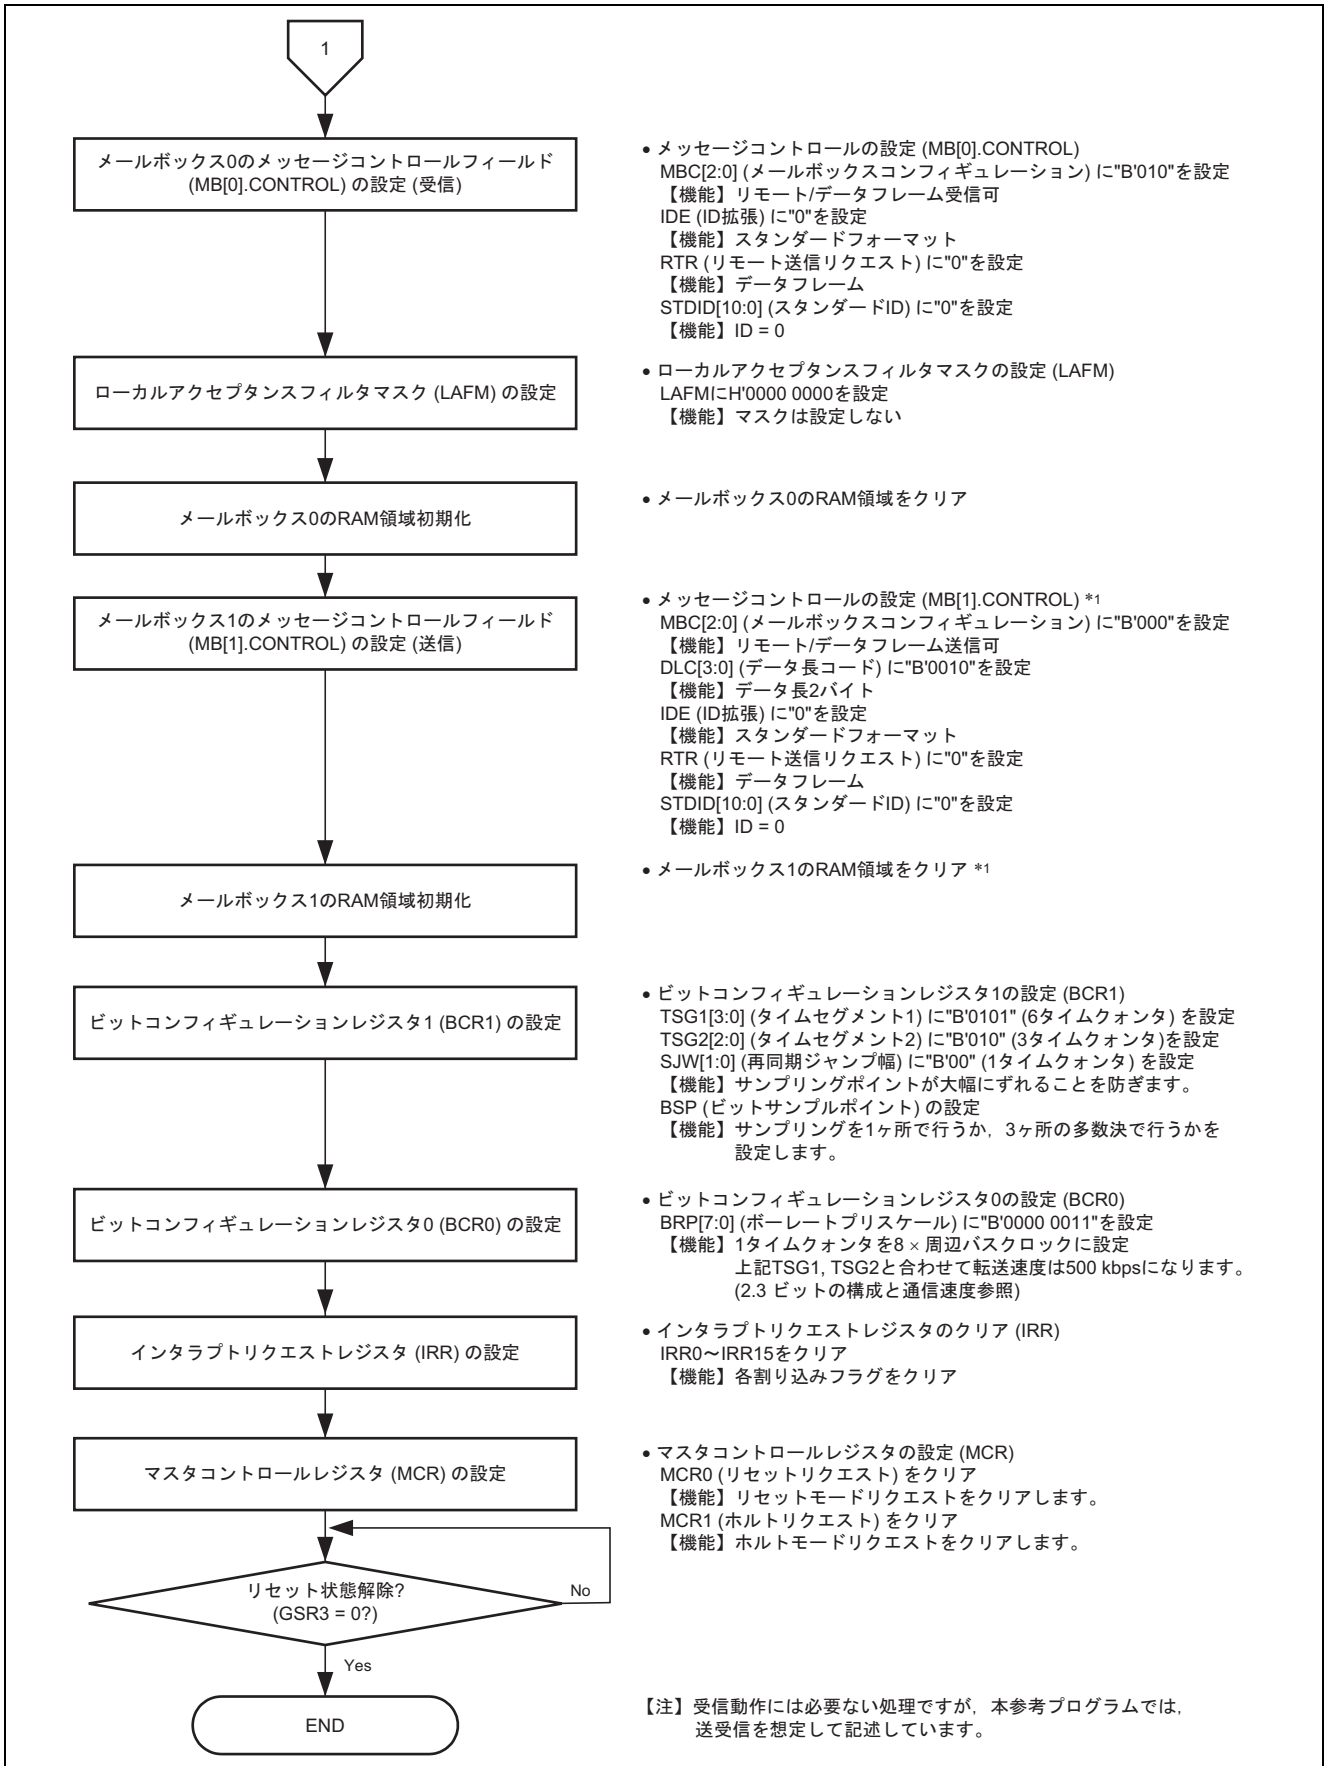 1
メールボックス0のメッセージコントロールフィールド
(MB[0].CONTROL) の設定 (受信)
● メッセージコントロールの設定 (MB[0].CONTROL)
MBC[2:0] (メールボックスコンフィギュレーション) に"B'010"を設定
【機能】リモート/データフレーム受信可
IDE (ID拡張) に"0"を設定
【機能】スタンダードフォーマット
RTR (リモート送信リクエスト) に"0"を設定
【機能】データフレーム
STDID[10:0] (スタンダードID) に"0"を設定
【機能】ID = 0
ローカルアクセプタンスフィルタマスク (LAFM) の設定
● ローカルアクセプタンスフィルタマスクの設定 (LAFM)
LAFMにH'0000 0000を設定
【機能】マスクは設定しない
メールボックス0のRAM領域初期化
● メールボックス0のRAM領域をクリア
メールボックス1のメッセージコントロールフィールド
(MB[1].CONTROL) の設定 (送信)
● メッセージコントロールの設定 (MB[1].CONTROL) *1
MBC[2:0] (メールボックスコンフィギュレーション) に"B'000"を設定
【機能】リモート/データフレーム送信可
DLC[3:0] (データ長コード) に"B'0010"を設定
【機能】データ長2バイト
IDE (ID拡張) に"0"を設定
【機能】スタンダードフォーマット
RTR (リモート送信リクエスト) に"0"を設定
【機能】データフレーム
STDID[10:0] (スタンダードID) に"0"を設定
【機能】ID = 0
メールボックス1のRAM領域初期化
● メールボックス1のRAM領域をクリア *1
ビットコンフィギュレーションレジスタ1 (BCR1) の設定
● ビットコンフィギュレーションレジスタ1の設定 (BCR1)
TSG1[3:0] (タイムセグメント1) に"B'0101" (6タイムクォンタ) を設定
TSG2[2:0] (タイムセグメント2) に"B'010" (3タイムクォンタ)を設定
SJW[1:0] (再同期ジャンプ幅) に"B'00" (1タイムクォンタ) を設定
【機能】サンプリングポイントが大幅にずれることを防ぎます。
BSP (ビットサンプルポイント) の設定
【機能】サンプリングを1ヶ所で行うか, 3ヶ所の多数決で行うかを
設定します。
ビットコンフィギュレーションレジスタ0 (BCR0) の設定
● ビットコンフィギュレーションレジスタ0の設定 (BCR0)
BRP[7:0] (ボーレートプリスケール) に"B'0000 0011"を設定
【機能】1タイムクォンタを8 × 周辺バスクロックに設定
上記TSG1, TSG2と合わせて転送速度は500 kbpsになります。
(2.3 ビットの構成と通信速度参照)
インタラプトリクエストレジスタ (IRR) の設定
● インタラプトリクエストレジスタのクリア (IRR)
IRR0～IRR15をクリア
【機能】各割り込みフラグをクリア
マスタコントロールレジスタ (MCR) の設定
● マスタコントロールレジスタの設定 (MCR)
MCR0 (リセットリクエスト) をクリア
【機能】リセットモードリクエストをクリアします。
MCR1 (ホルトリクエスト) をクリア
【機能】ホルトモードリクエストをクリアします。
リセット状態解除?
(GSR3 = 0?)
No
Yes
END
【注】受信動作には必要ない処理ですが, 本参考プログラムでは,
送受信を想定して記述しています。